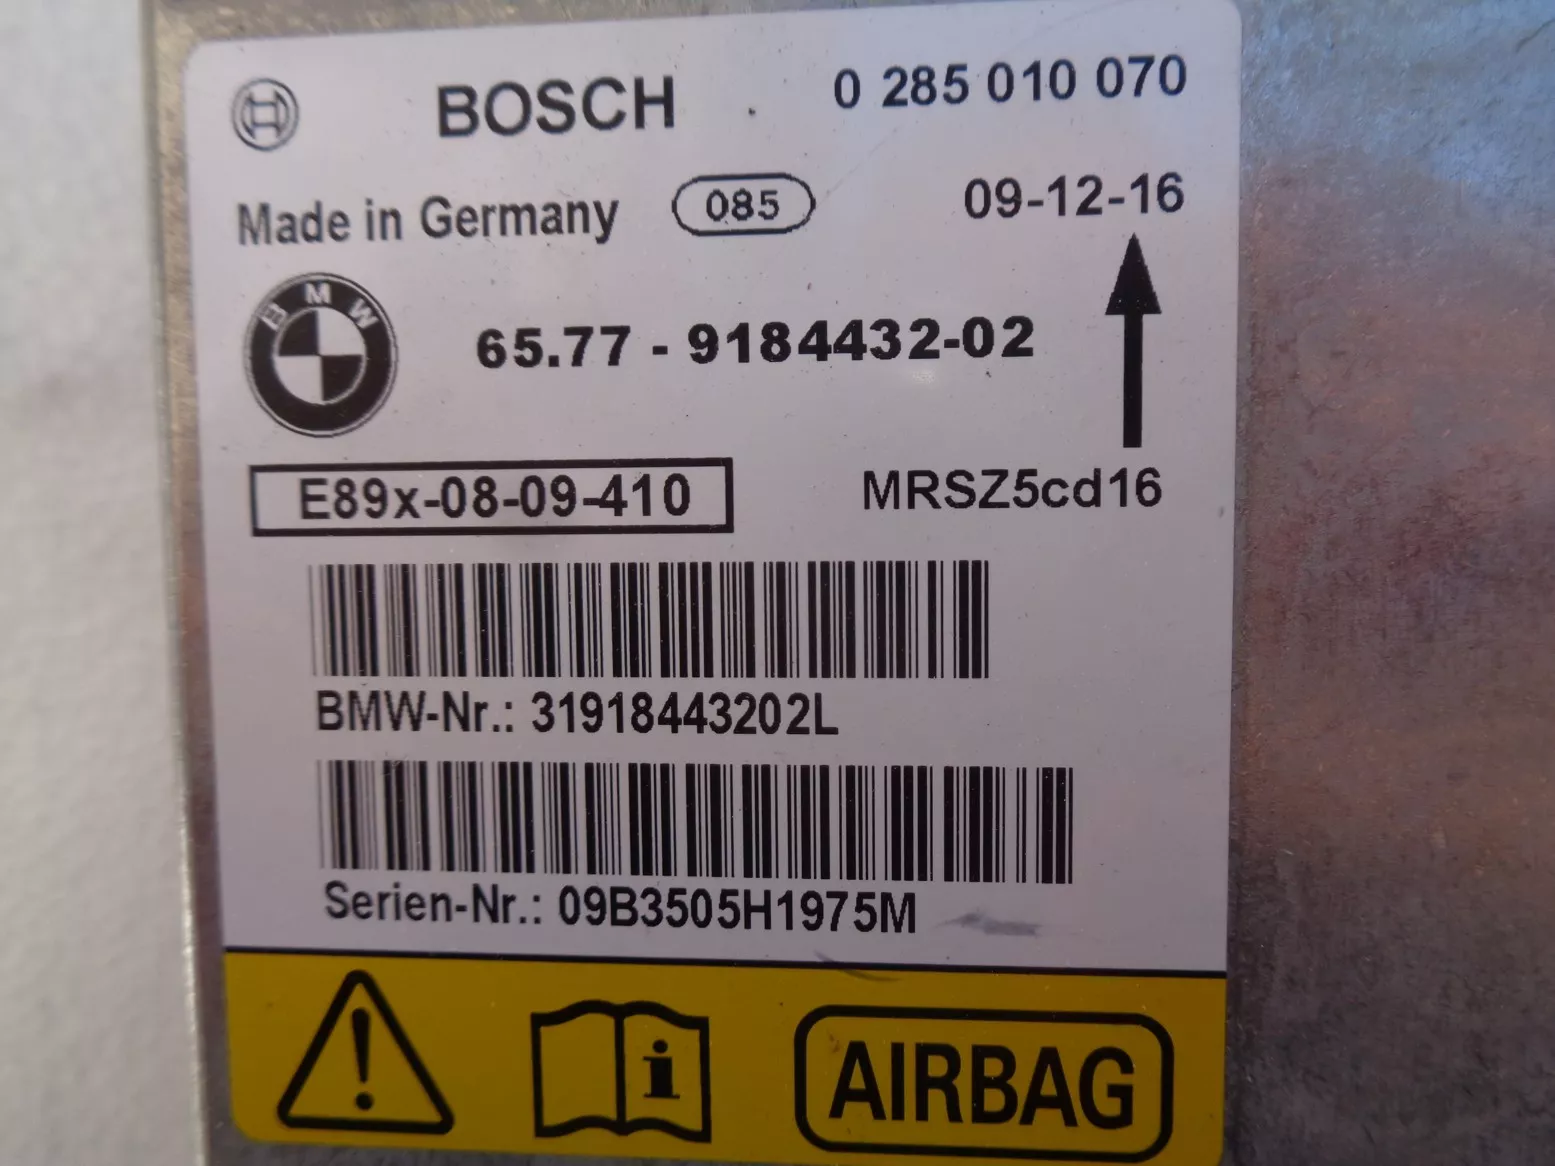 BOSCH 0 285 010 070
Made in Germany 085 09-12-16
BMW
65.77 - 9184432-02
E89x-08-09-410 MRSZ5cd16
BMW-Nr.: 31918443202L
Serien-Nr.: 09B3505H1975M
AIRBAG